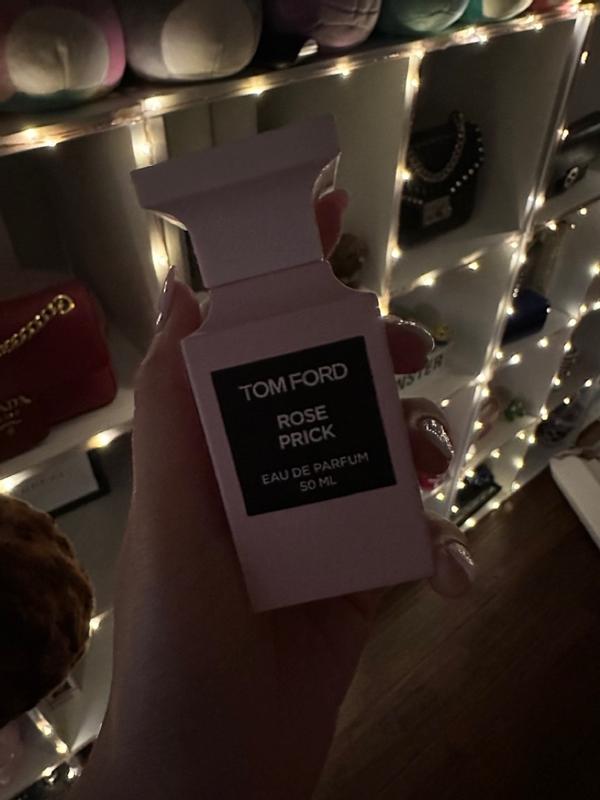 TOM FORD
ROSE
PRICK
EAU DE PARFUM
50 ML